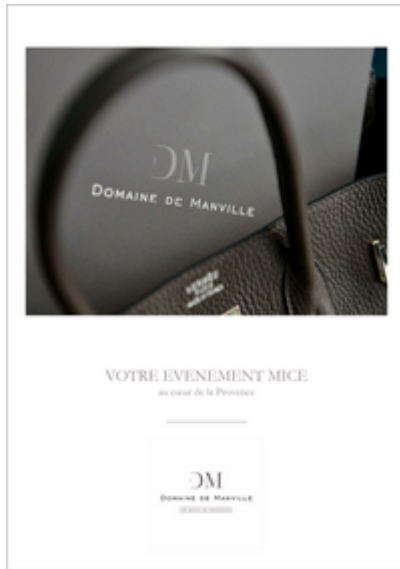 DM
DOMAINE DE MANVILLE
HERMÈS
VOTRE EVENEMENT MICE
au cœur de la Provence
DM
DOMAINE DE MANVILLE